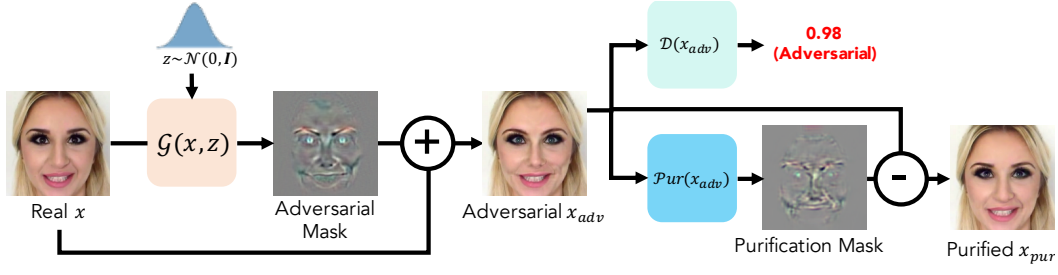 z~𝒩(0, I)
𝒢(x, z)
+
Real x
Adversarial
Mask
Adversarial x_adv
𝒟(x_adv)
0.98
(Adversarial)
𝒫ur(x_adv)
Purification Mask
-
Purified x_pur